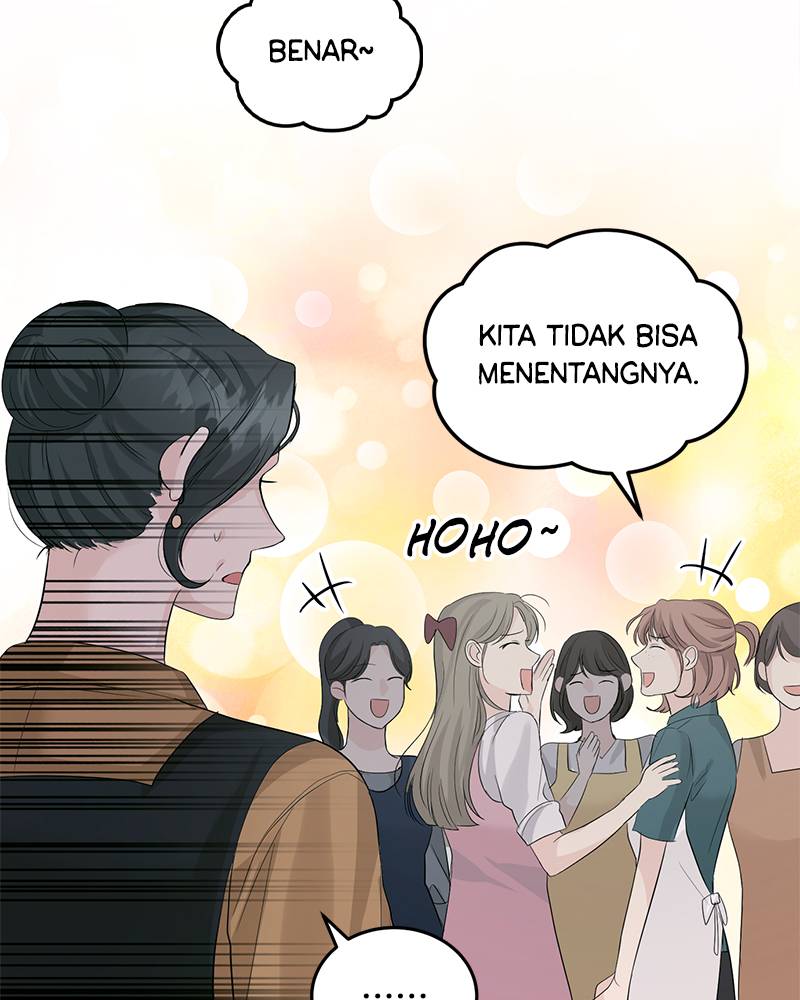 BENAR~
KITA TIDAK BISA
MENENTANGNYA.
HOHO~
......